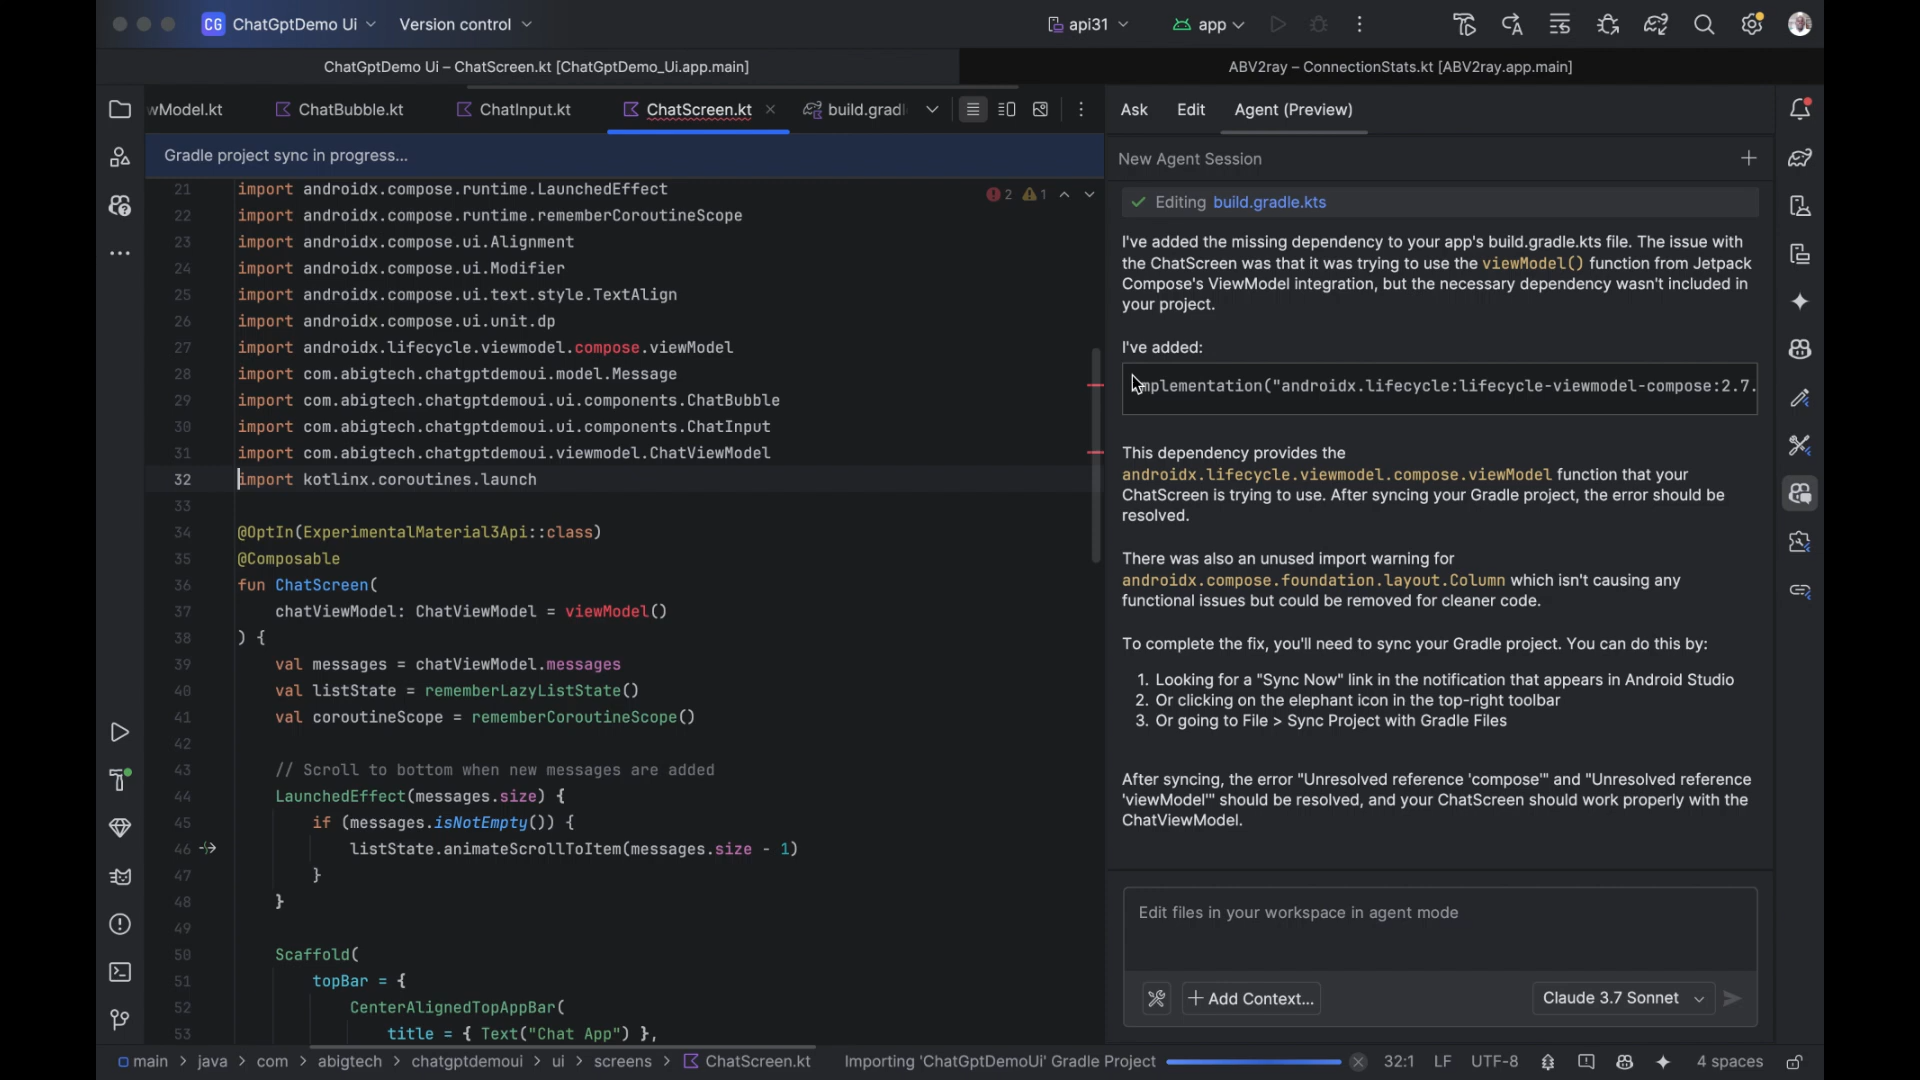 CG ChatGptDemo Ui Version control api31 app
ChatGptDemo Ui – ChatScreen.kt [ChatGptDemo_Ui.app.main] ABV2ray – ConnectionStats.kt [ABV2ray.app.main]
wModel.kt ChatBubble.kt ChatInput.kt ChatScreen.kt build.gradl
Gradle project sync in progress...
2 1
21 import androidx.compose.runtime.LaunchedEffect
22 import androidx.compose.runtime.rememberCoroutineScope
23 import androidx.compose.ui.Alignment
24 import androidx.compose.ui.Modifier
25 import androidx.compose.ui.text.style.TextAlign
26 import androidx.compose.ui.unit.dp
27 import androidx.lifecycle.viewmodel.compose.viewModel
28 import com.abigtech.chatgptdemoui.model.Message
29 import com.abigtech.chatgptdemoui.ui.components.ChatBubble
30 import com.abigtech.chatgptdemoui.ui.components.ChatInput
31 import com.abigtech.chatgptdemoui.viewmodel.ChatViewModel
32 import kotlinx.coroutines.launch
33
34 @OptIn(ExperimentalMaterial3Api::class)
35 @Composable
36 fun ChatScreen(
37 chatViewModel: ChatViewModel = viewModel()
38 ) {
39 val messages = chatViewModel.messages
40 val listState = rememberLazyListState()
41 val coroutineScope = rememberCoroutineScope()
42
43 // Scroll to bottom when new messages are added
44 LaunchedEffect(messages.size) {
45 if (messages.isNotEmpty()) {
46 listState.animateScrollToItem(messages.size - 1)
47 }
48 }
49
50 Scaffold(
51 topBar = {
52 CenterAlignedTopAppBar(
53 title = { Text("Chat App") },
Ask Edit Agent (Preview)
New Agent Session
Editing build.gradle.kts
I've added the missing dependency to your app's build.gradle.kts file. The issue with
the ChatScreen was that it was trying to use the viewModel() function from Jetpack
Compose's ViewModel integration, but the necessary dependency wasn't included in
your project.
I've added:
implementation("androidx.lifecycle:lifecycle-viewmodel-compose:2.7.
This dependency provides the
androidx.lifecycle.viewmodel.compose.viewModel function that your
ChatScreen is trying to use. After syncing your Gradle project, the error should be
resolved.
There was also an unused import warning for
androidx.compose.foundation.layout.Column which isn't causing any
functional issues but could be removed for cleaner code.
To complete the fix, you'll need to sync your Gradle project. You can do this by:
1. Looking for a "Sync Now" link in the notification that appears in Android Studio
2. Or clicking on the elephant icon in the top-right toolbar
3. Or going to File > Sync Project with Gradle Files
After syncing, the error "Unresolved reference 'compose'" and "Unresolved reference
'viewModel'" should be resolved, and your ChatScreen should work properly with the
ChatViewModel.
Edit files in your workspace in agent mode
Add Context... Claude 3.7 Sonnet
main > java > com > abigtech > chatgptdemoui > ui > screens > ChatScreen.kt Importing 'ChatGptDemoUi' Gradle Project 32:1 LF UTF-8 4 spaces